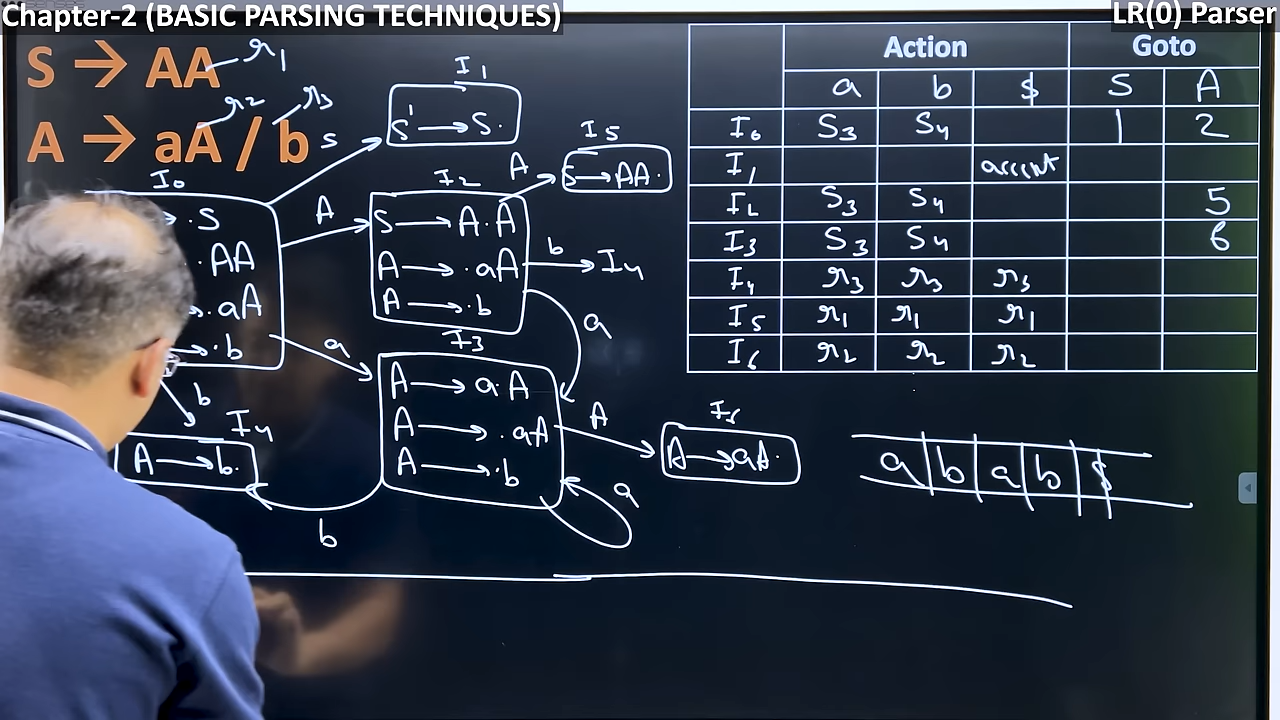 Chapter-2 (BASIC PARSING TECHNIQUES)
LR(0) Parser
S → AA r1
r2 r3
A → aA / b
I0
. S
. AA
. aA
→ . b
s
I1
S' → S.
A
I2
S → A.A
A → .aA
A → .b
A
I5
S → AA.
b
I4
a
a
I3
A → a.A
A → .aA
A → .b
A
I6
A → aA.
a
b
I4
A → b.
b
Action Goto
a b $ S A
I0 S3 S4 1 2
I1 accept
I2 S3 S4 5
I3 S3 S4 6
I4 r3 r3 r3
I5 r1 r1 r1
I6 r2 r2 r2
a | b | a | b | $